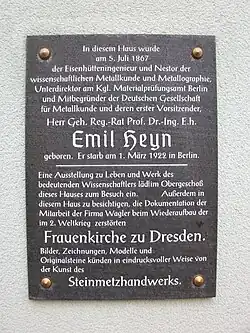 In diesem Haus wurde
am 5. Juli 1867
der Eisenhütteningenieur und Nestor der
wissenschaftlichen Metallkunde und Metallographie,
Unterdirektor am Kgl. Materialprüfungsamt Berlin
und Mitbegründer der Deutschen Gesellschaft
für Metallkunde und deren erster Vorsitzender,
Herr Geh. Reg.-Rat Prof. Dr.-Ing. E.h.
Emil Heyn
geboren. Er starb am 1. März 1922 in Berlin.
Eine Ausstellung zu Leben und Werk des
bedeutenden Wissenschaftlers lädt im Obergeschoß
dieses Hauses zum Besuch ein. Außerdem in
diesem Haus zu besichtigen, die Dokumentation der
Mitarbeit der Firma Wagler beim Wiederaufbau der
im 2. Weltkrieg zerstörten
Frauenkirche zu Dresden.
Bilder, Zeichnungen, Modelle und
Originalsteine künden in eindrucksvoller Weise von
der Kunst des
Steinmetzhandwerks.